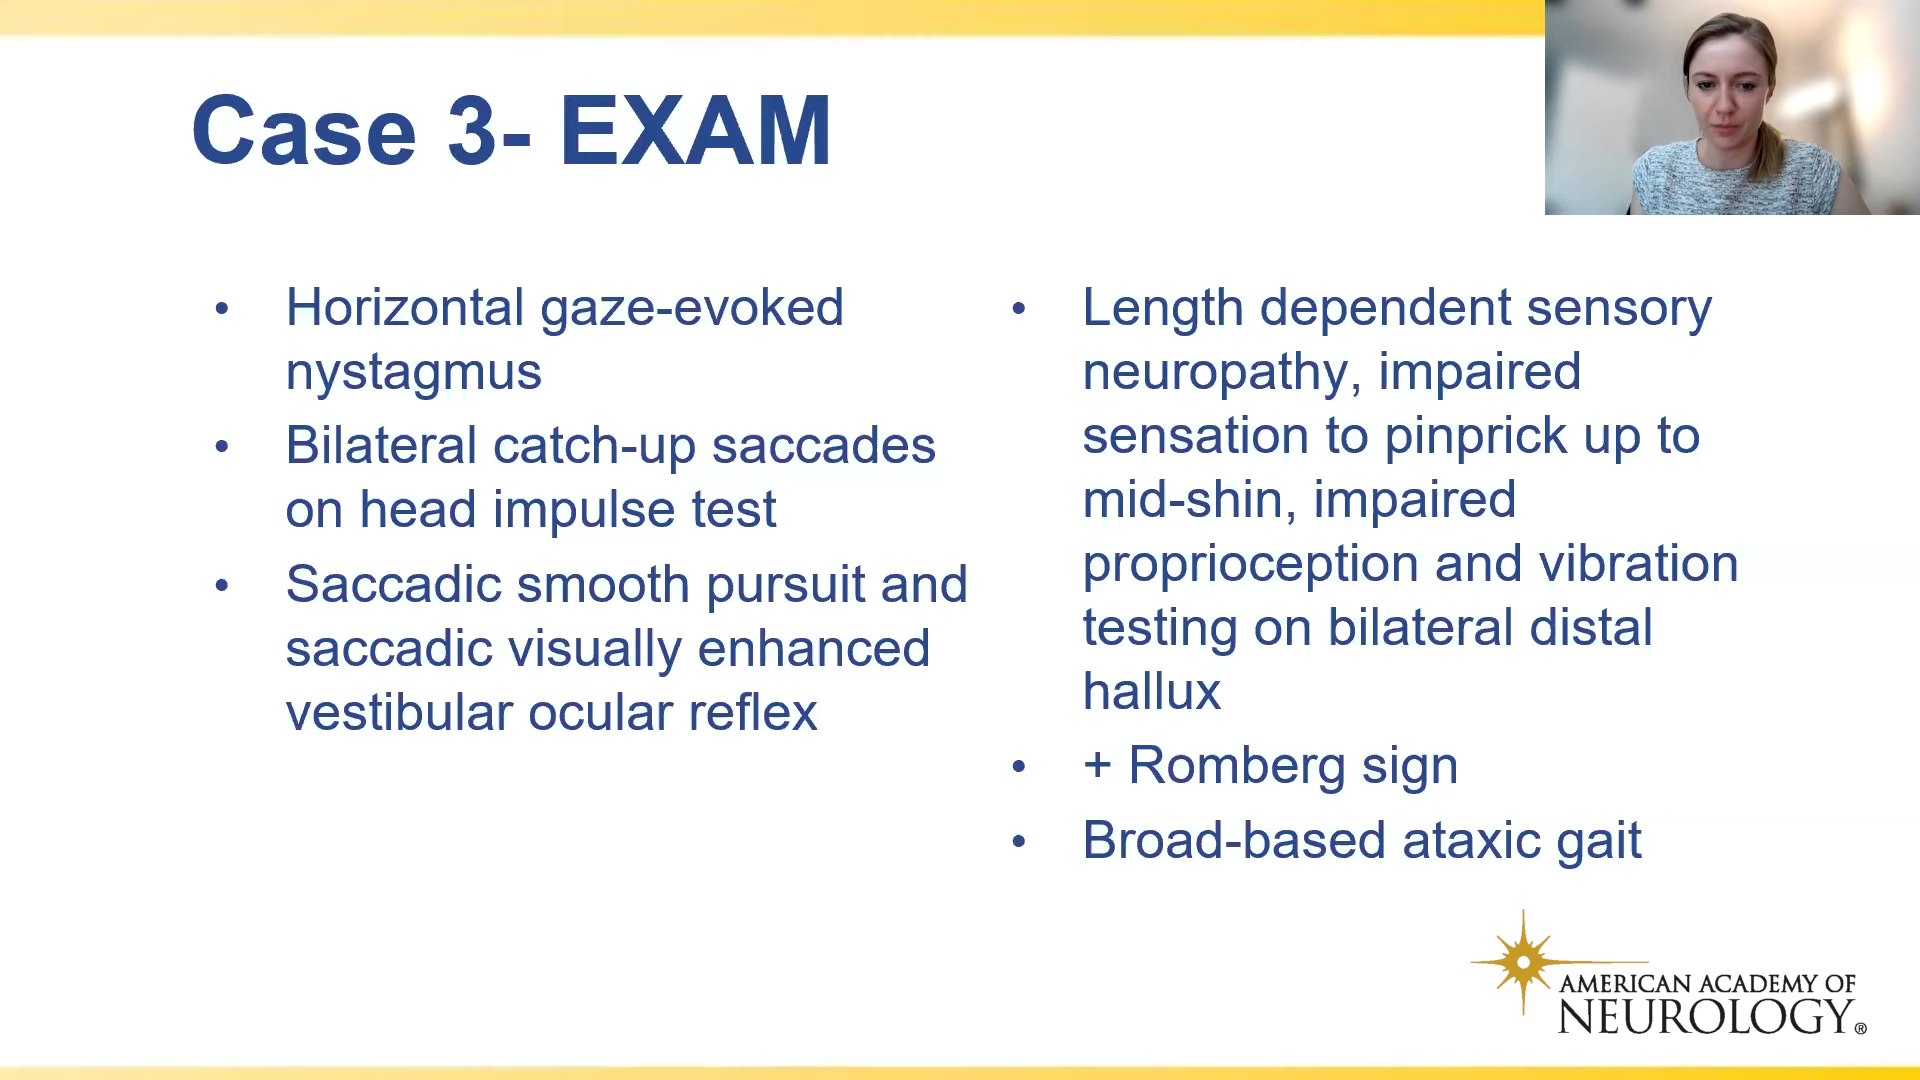 Case 3- EXAM
• Horizontal gaze-evoked
nystagmus
• Bilateral catch-up saccades
on head impulse test
• Saccadic smooth pursuit and
saccadic visually enhanced
vestibular ocular reflex
• Length dependent sensory
neuropathy, impaired
sensation to pinprick up to
mid-shin, impaired
proprioception and vibration
testing on bilateral distal
hallux
• + Romberg sign
• Broad-based ataxic gait
AMERICAN ACADEMY OF
NEUROLOGY®